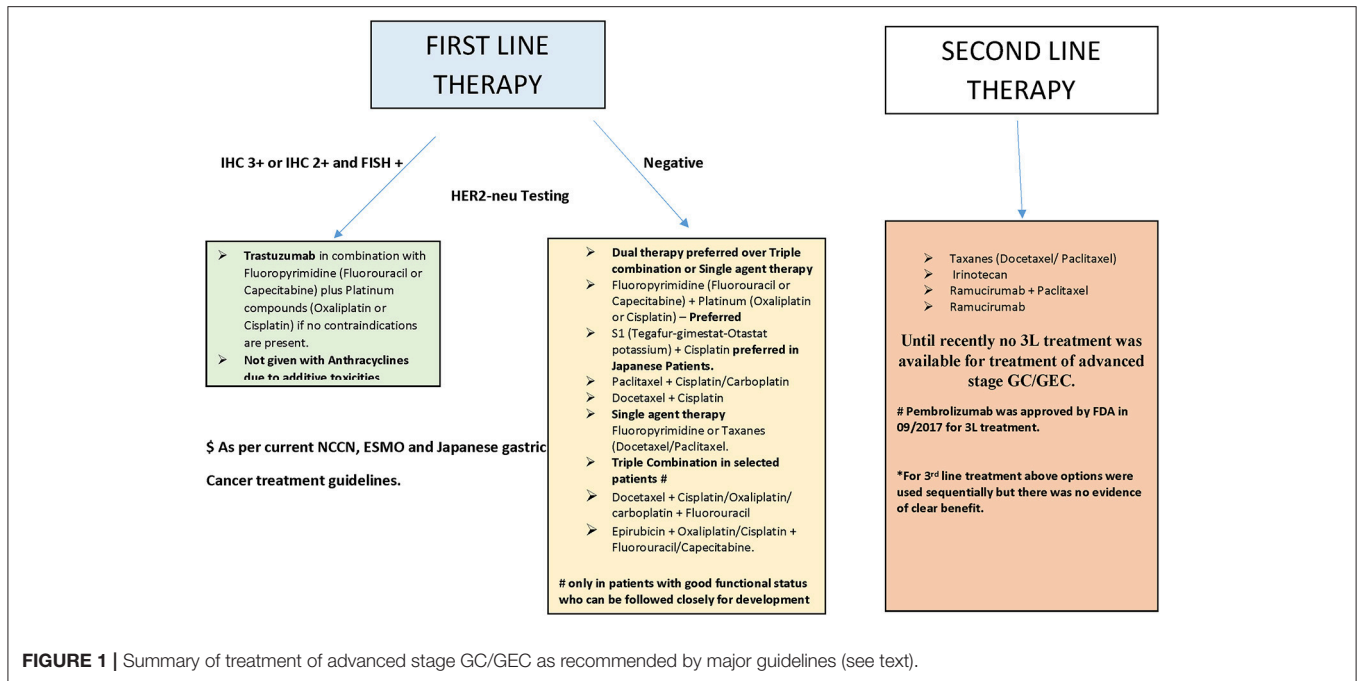 FIRST LINE
THERAPY
IHC 3+ or IHC 2+ and FISH +
Negative
HER2-neu Testing
➢ Trastuzumab in combination with
Fluoropyrimidine (Fluorouracil or
Capecitabine) plus Platinum
compounds (Oxaliplatin or
Cisplatin) if no contraindications
are present.
➢ Not given with Anthracyclines
due to additive toxicities
$ As per current NCCN, ESMO and Japanese gastric
Cancer treatment guidelines.
➢ Dual therapy preferred over Triple
combination or Single agent therapy
➢ Fluoropyrimidine (Fluorouracil or
Capecitabine) + Platinum (Oxaliplatin
or Cisplatin) – Preferred
➢ S1 (Tegafur-gimestat-Otastat
potassium) + Cisplatin preferred in
Japanese Patients.
➢ Paclitaxel + Cisplatin/Carboplatin
➢ Docetaxel + Cisplatin
➢ Single agent therapy
Fluoropyrimidine or Taxanes
(Docetaxel/Paclitaxel.
➢ Triple Combination in selected
patients #
➢ Docetaxel + Cisplatin/Oxaliplatin/
carboplatin + Fluorouracil
➢ Epirubicin + Oxaliplatin/Cisplatin +
Fluorouracil/Capecitabine.
# only in patients with good functional status
who can be followed closely for development
SECOND LINE
THERAPY
➢ Taxanes (Docetaxel/ Paclitaxel)
➢ Irinotecan
➢ Ramucirumab + Paclitaxel
➢ Ramucirumab
Until recently no 3L treatment was
available for treatment of advanced
stage GC/GEC.
# Pembrolizumab was approved by FDA in
09/2017 for 3L treatment.
*For 3rd line treatment above options were
used sequentially but there was no evidence
of clear benefit.
FIGURE 1 | Summary of treatment of advanced stage GC/GEC as recommended by major guidelines (see text).